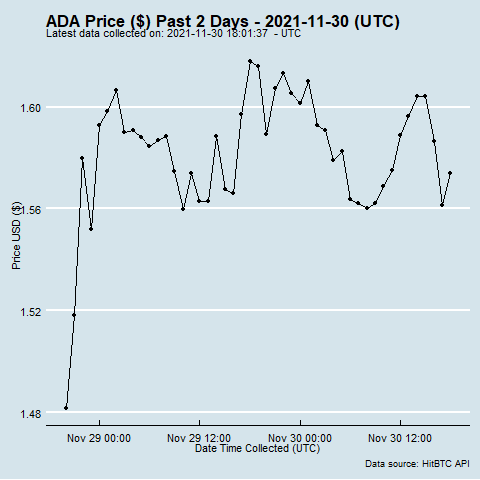 ADA Price ($) Past 2 Days - 2021-11-30 (UTC)
Latest data collected on: 2021-11-30 18:01:37 - UTC
1.60
1.56
1.52
1.48
Price USD ($)
Nov 29 00:00 Nov 29 12:00 Nov 30 00:00 Nov 30 12:00
Date Time Collected (UTC)
Data source: HitBTC API